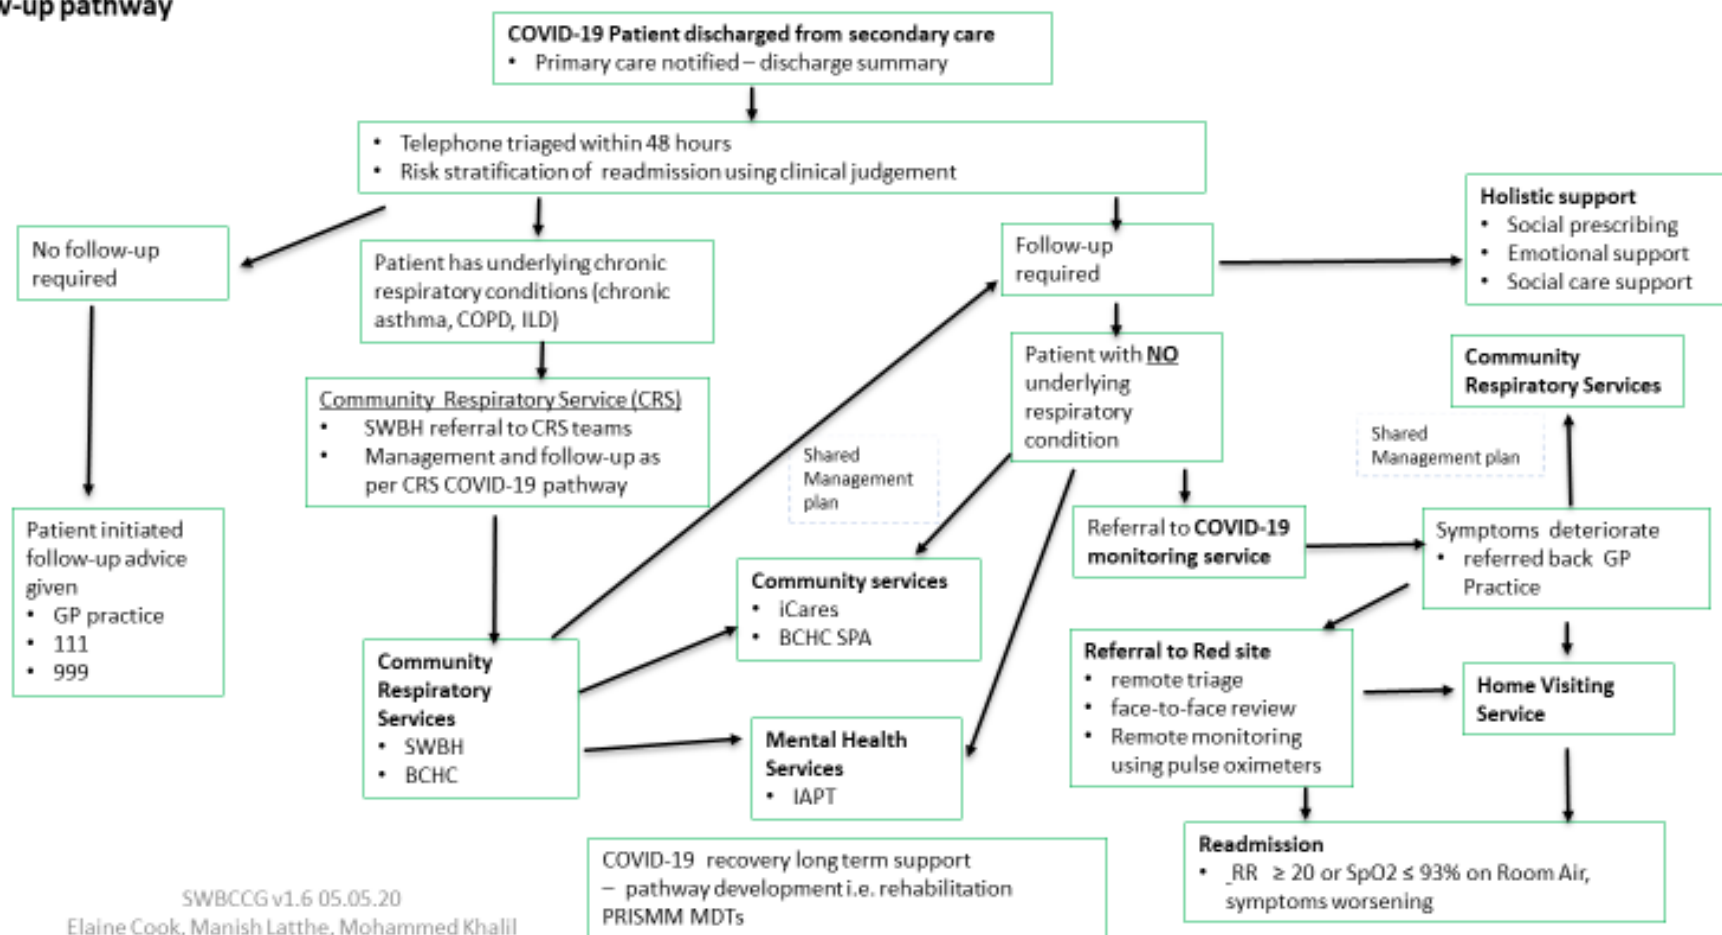 w-up pathway
COVID-19 Patient discharged from secondary care
• Primary care notified – discharge summary
• Telephone triaged within 48 hours
• Risk stratification of readmission using clinical judgement
No follow-up
required
Patient has underlying chronic
respiratory conditions (chronic
asthma, COPD, ILD)
Follow-up
required
Holistic support
• Social prescribing
• Emotional support
• Social care support
Community Respiratory Service (CRS)
• SWBH referral to CRS teams
• Management and follow-up as
per CRS COVID-19 pathway
Patient with NO
underlying
respiratory
condition
Community
Respiratory Services
Shared
Management
plan
Shared
Management plan
Patient initiated
follow-up advice
given
• GP practice
• 111
• 999
Referral to COVID-19
monitoring service
Symptoms deteriorate
• referred back GP
Practice
Community services
• iCares
• BCHC SPA
Community
Respiratory
Services
• SWBH
• BCHC
Referral to Red site
• remote triage
• face-to-face review
• Remote monitoring
using pulse oximeters
Home Visiting
Service
Mental Health
Services
• IAPT
COVID-19 recovery long term support
– pathway development i.e. rehabilitation
PRISMM MDTs
Readmission
• RR ≥ 20 or SpO2 ≤ 93% on Room Air,
symptoms worsening
SWBCCG v1.6 05.05.20
Elaine Cook, Manish Latthe, Mohammed Khalil